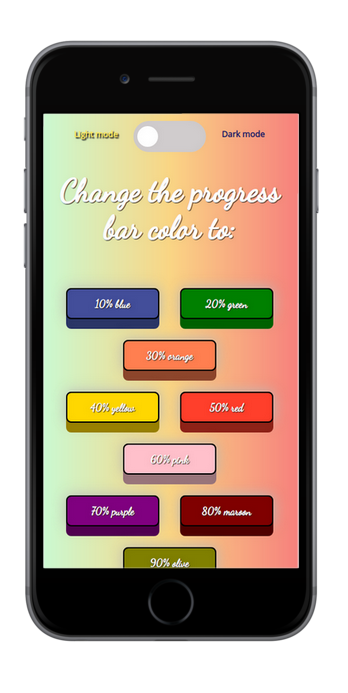 Light mode
Dark mode
Change the progress
bar color to:
10% blue
20% green
30% orange
40% yellow
50% red
60% pink
70% purple
80% maroon
90% olive